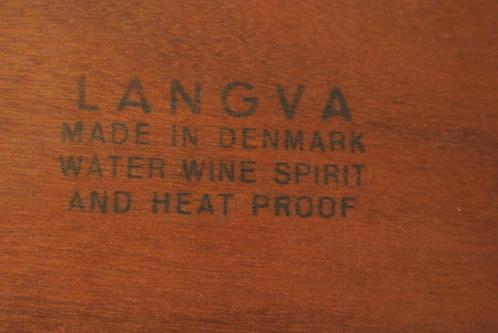 LANGVA
MADE IN DENMARK
WATER WINE SPIRIT
AND HEAT PROOF